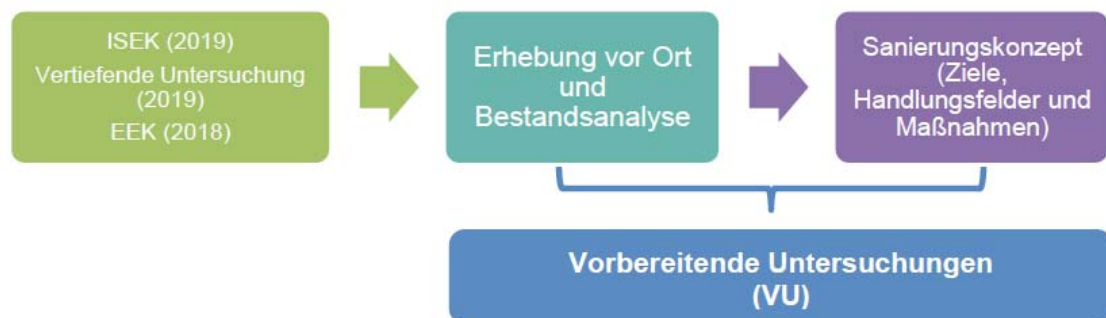 ISEK (2019)
Vertiefende Untersuchung
(2019)
EEK (2018)
Erhebung vor Ort
und
Bestandsanalyse
Sanierungskonzept
(Ziele,
Handlungsfelder und
Maßnahmen)
Vorbereitende Untersuchungen
(VU)